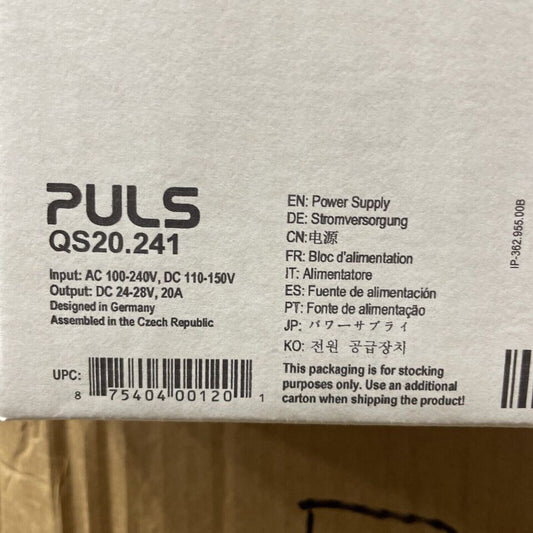 PULS
QS20.241
Input: AC 100-240V, DC 110-150V
Output: DC 24-28V, 20A
Designed in Germany
Assembled in the Czech Republic
UPC:
8 75404 00120 1
EN: Power Supply
DE: Stromversorgung
CN:电源
FR: Bloc d'alimentation
IT: Alimentatore
ES: Fuente de alimentación
PT: Fonte de alimentação
JP: パワーサプライ
KO: 전원 공급장치
This packaging is for stocking
purposes only. Use an additional
carton when shipping the product!
IP-362.955.00B